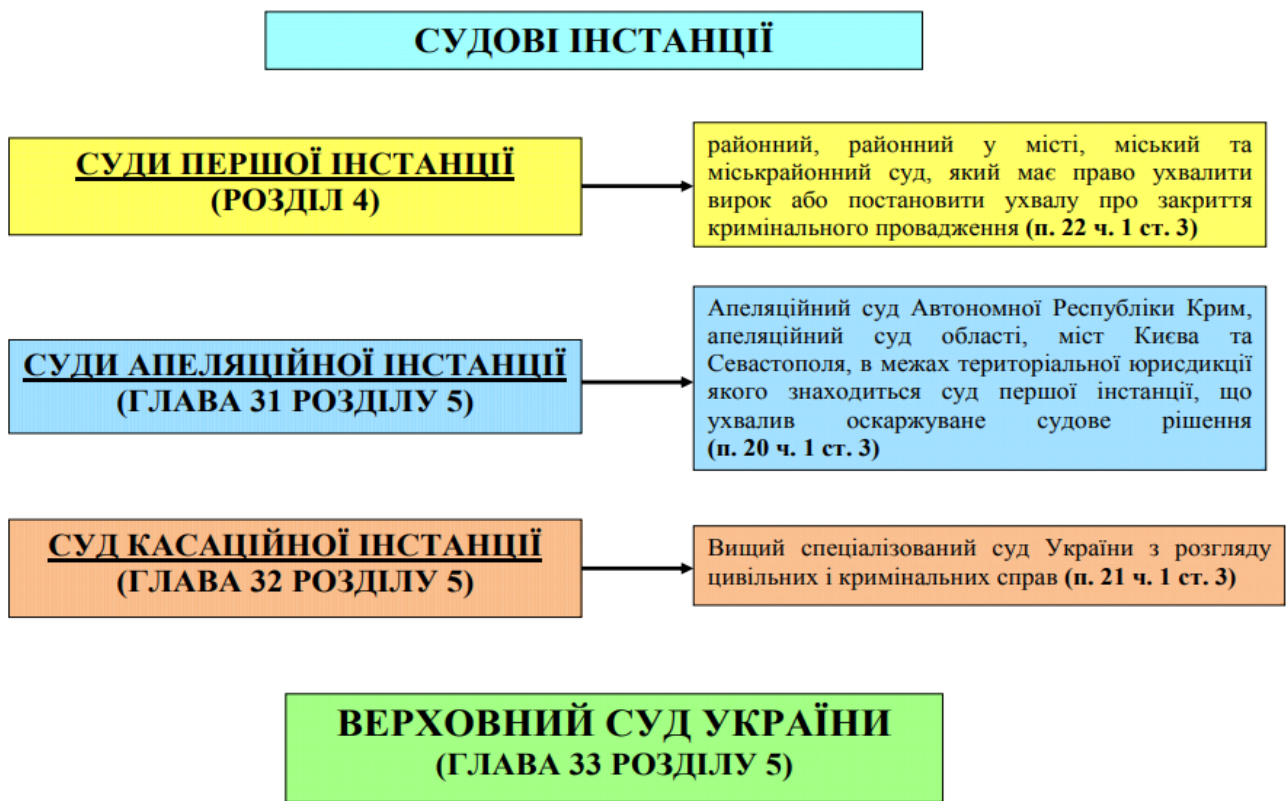 СУДОВІ ІНСТАНЦІЇ
СУДИ ПЕРШОЇ ІНСТАНЦІЇ
(РОЗДІЛ 4)
районний, районний у місті, міський та
міськрайонний суд, який має право ухвалити
вирок або постановити ухвалу про закриття
кримінального провадження (п. 22 ч. 1 ст. 3)
СУДИ АПЕЛЯЦІЙНОЇ ІНСТАНЦІЇ
(ГЛАВА 31 РОЗДІЛУ 5)
Апеляційний суд Автономної Республіки Крим,
апеляційний суд області, міст Києва та
Севастополя, в межах територіальної юрисдикції
якого знаходиться суд першої інстанції, що
ухвалив оскаржуване судове рішення
(п. 20 ч. 1 ст. 3)
СУД КАСАЦІЙНОЇ ІНСТАНЦІЇ
(ГЛАВА 32 РОЗДІЛУ 5)
Вищий спеціалізований суд України з розгляду
цивільних і кримінальних справ (п. 21 ч. 1 ст. 3)
ВЕРХОВНИЙ СУД УКРАЇНИ
(ГЛАВА 33 РОЗДІЛУ 5)